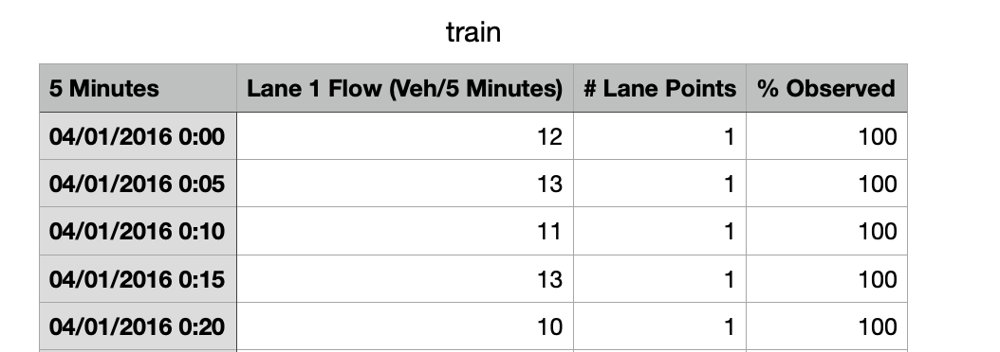 train
5 Minutes Lane 1 Flow (Veh/5 Minutes) # Lane Points % Observed
04/01/2016 0:00 12 1 100
04/01/2016 0:05 13 1 100
04/01/2016 0:10 11 1 100
04/01/2016 0:15 13 1 100
04/01/2016 0:20 10 1 100